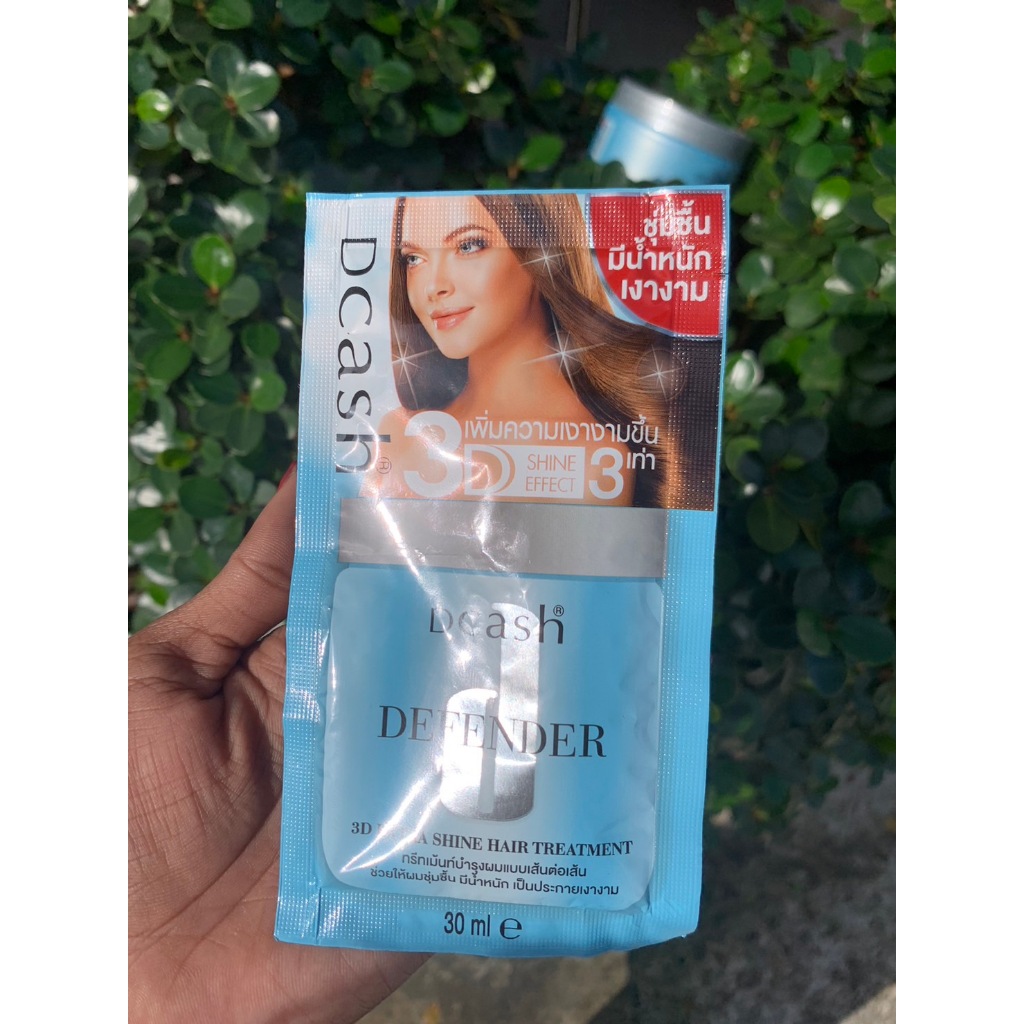 Dcash®
ชุ่มชื้น
มีน้ำหนัก
เงางาม
เพิ่มความเงางามขึ้น
3D SHINE EFFECT 3 เท่า
Dcash®
DEFENDER
3D SHINE HAIR TREATMENT
ทรีทเม้นท์บำรุงผมแบบเส้นต่อเส้น
ช่วยให้ผมชุ่มชื้น มีน้ำหนัก เป็นประกายเงางาม
30 ml e